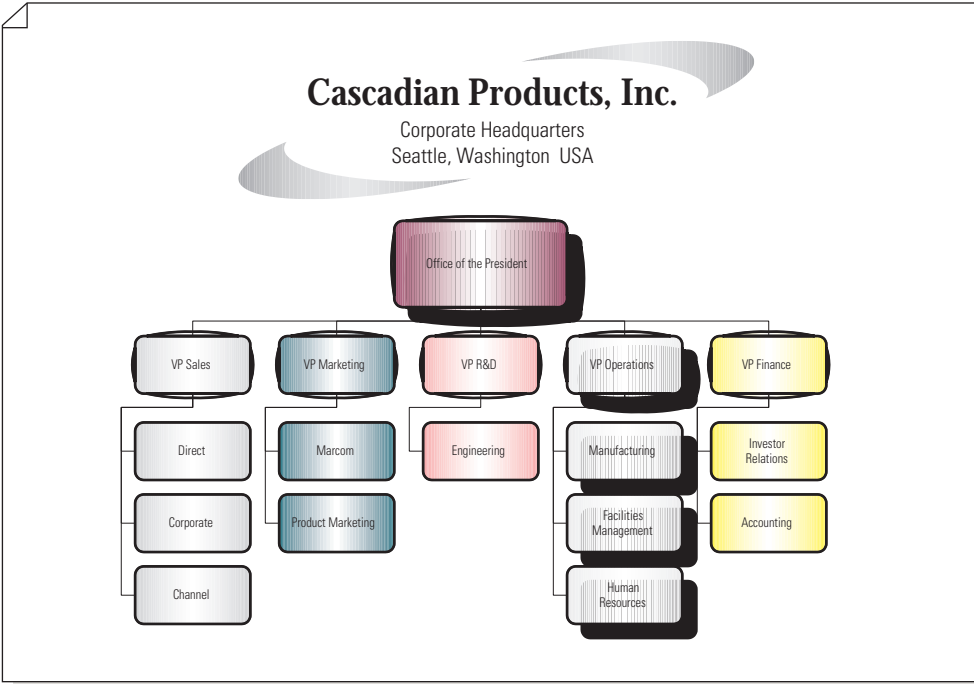 Cascadian Products, Inc.
Corporate Headquarters
Seattle, Washington USA
Office of the President
VP Sales
VP Marketing
VP R&D
VP Operations
VP Finance
Direct
Marcom
Engineering
Manufacturing
Investor
Relations
Corporate
Product Marketing
Facilities
Management
Accounting
Channel
Human
Resources